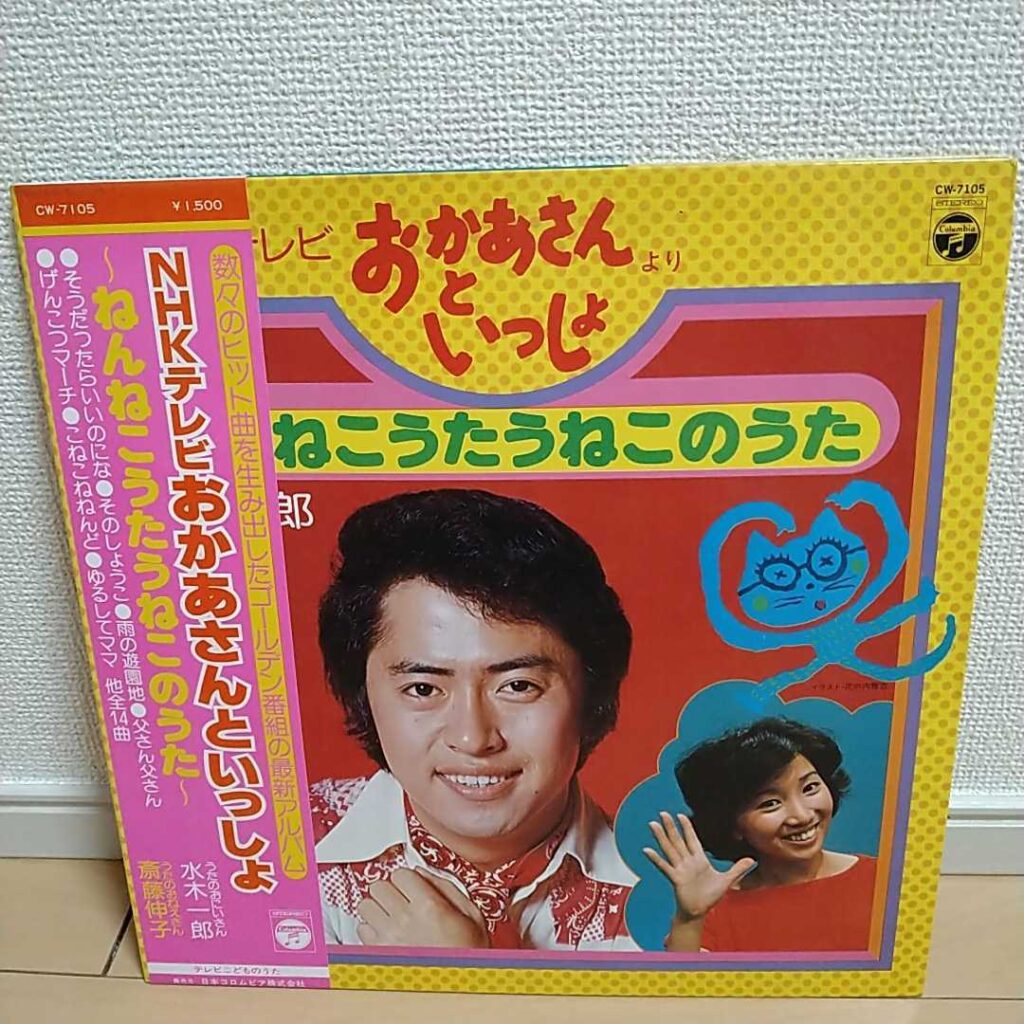 CW-7105 ¥1,500
数々のヒット曲を生み出したゴールデン番組の最新アルバム
NHKテレビおかあさんといっしょ
〜ねんねこうたうねこのうた〜
●そうだったらいいのにな●そのしょうこ●雨の遊園地●父さん父さん
●げんこつマーチ●こねこねねんど●ゆるしてママ 他全14曲
うたのおにいさん
水木一郎
うたのおねえさん
斎藤伸子
Columbia
テレビこどものうた
発売元 日本コロムビア株式会社
テレビ
おかあさん
と
いっしょ
より
CW-7105
STEREO
Columbia
ねこうたうねこのうた
郎